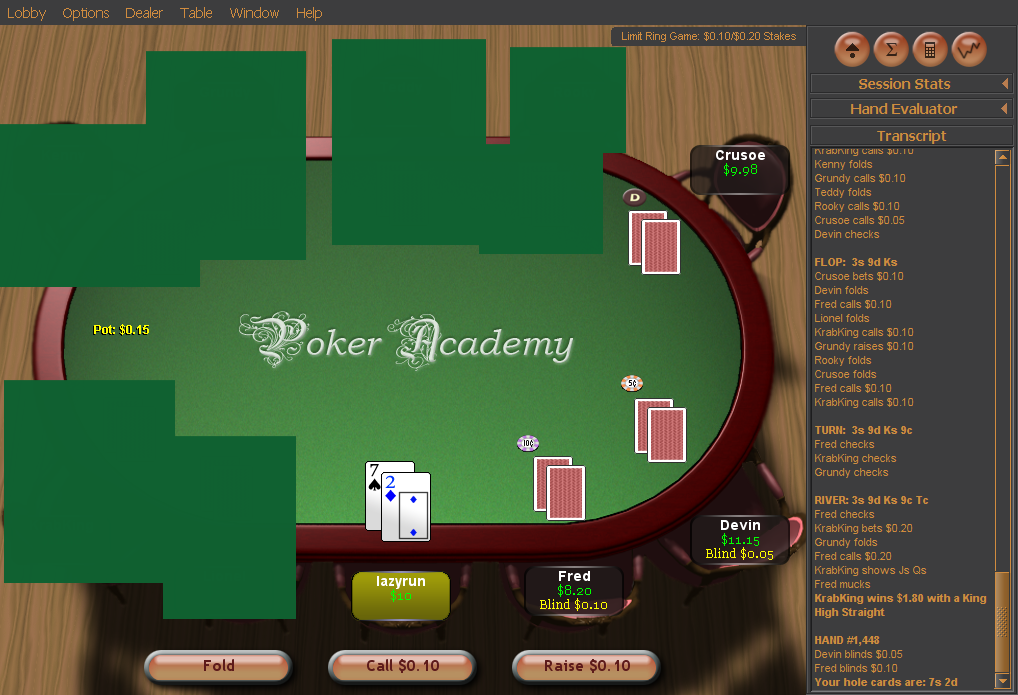 Lobby Options Dealer Table Window Help
Limit Ring Game: $0.10/$0.20 Stakes
Σ
Session Stats
Hand Evaluator
Transcript
KrabKing calls $0.10
Kenny folds
Grundy calls $0.10
Teddy folds
Rooky calls $0.10
Crusoe calls $0.05
Devin checks
FLOP: 3s 9d Ks
Crusoe bets $0.10
Devin folds
Fred calls $0.10
Lionel folds
KrabKing calls $0.10
Grundy raises $0.10
Rooky folds
Crusoe folds
Fred calls $0.10
KrabKing calls $0.10
TURN: 3s 9d Ks 9c
Fred checks
KrabKing checks
Grundy checks
RIVER: 3s 9d Ks 9c Tc
Fred checks
KrabKing bets $0.20
Grundy folds
Fred calls $0.20
KrabKing shows Js Qs
Fred mucks
KrabKing wins $1.80 with a King
High Straight
HAND #1,448
Devin blinds $0.05
Fred blinds $0.10
Your hole cards are: 7s 2d
Crusoe
$9.98
D
Pot: $0.15
Poker Academy
5¢
10¢
7
2
Devin
$11.15
Blind $0.05
Fred
$8.20
Blind $0.10
lazyrun
$10
Fold
Call $0.10
Raise $0.10